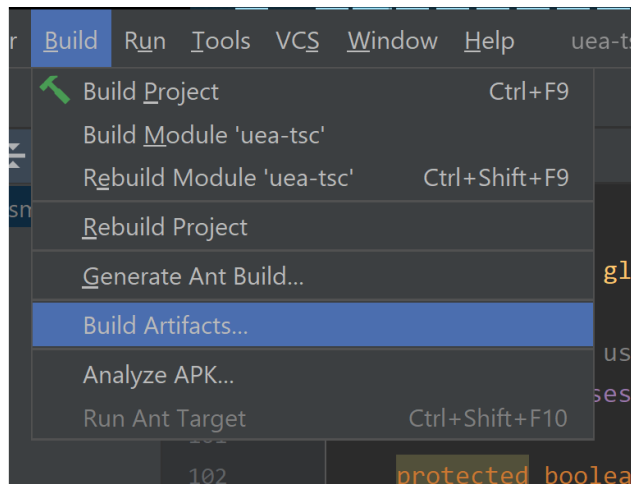 r Build Run Tools VCS Window Help uea-ts
Build Project Ctrl+F9
Build Module 'uea-tsc'
Rebuild Module 'uea-tsc' Ctrl+Shift+F9
sm
Rebuild Project
Generate Ant Build...
gl
Build Artifacts...
us
Analyze APK...
ses
Run Ant Target Ctrl+Shift+F10
102 protected boolea